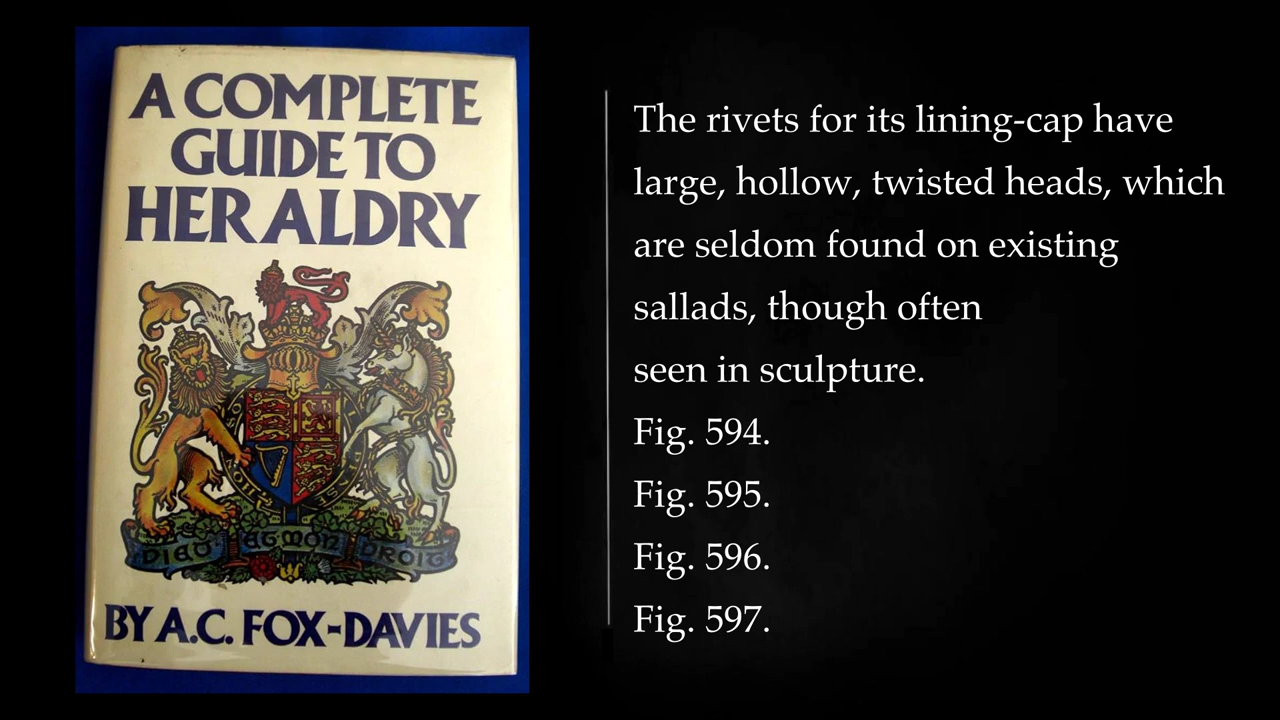 A COMPLETE
GUIDE TO
HERALDRY
DIEU ET MON DROIT
BY A.C. FOX-DAVIES
The rivets for its lining-cap have
large, hollow, twisted heads, which
are seldom found on existing
sallads, though often
seen in sculpture.
Fig. 594.
Fig. 595.
Fig. 596.
Fig. 597.